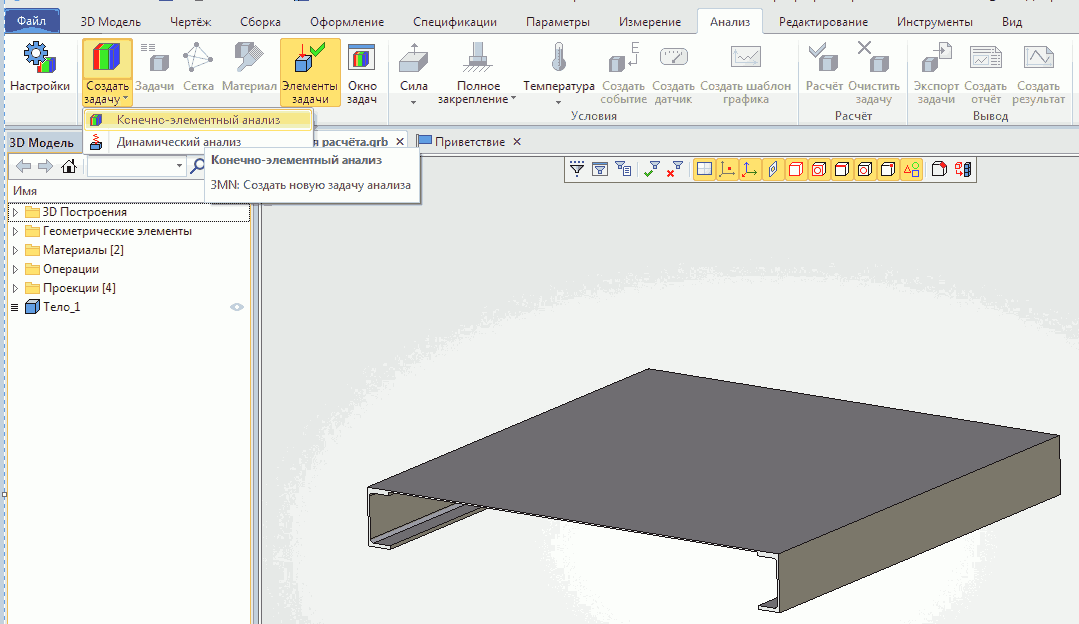 Файл 3D Модель Чертёж Сборка Оформление Спецификации Параметры Измерение Анализ Редактирование Инструменты Вид
Настройки
Создать задачу
Задачи
Сетка
Материал
Элементы задачи
Окно задач
Сила
Полное закрепление
Температура
Создать событие
Создать датчик
Создать шаблон графика
Условия
Расчёт
Очистить задачу
Расчёт
Экспорт задачи
Создать отчёт
Создать результат
Вывод
Конечно-элементный анализ
Динамический анализ
3D Модель
я расчёта.grb
Приветствие
Конечно-элементный анализ
3MN: Создать новую задачу анализа
Имя
3D Построения
Геометрические элементы
Материалы [2]
Операции
Проекции [4]
Тело_1